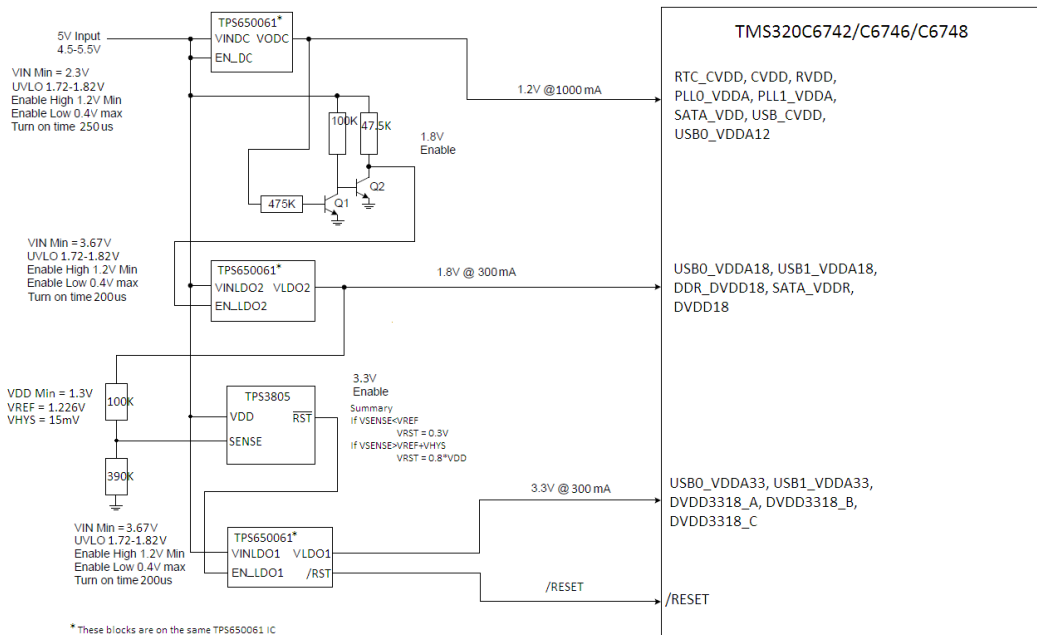 TPS650061*
TMS320C6742/C6746/C6748
5V Input
4.5-5.5V
VINDC VODC
EN_DC
VIN Min = 2.3V
UVLO 1.72-1.82V
Enable High 1.2V Min
Enable Low 0.4V max
Turn on time 250us
1.2V @1000mA
RTC_CVDD, CVDD, RVDD,
PLL0_VDDA, PLL1_VDDA,
SATA_VDD, USB_CVDD,
USB0_VDDA12
100K
47.5K
1.8V
Enable
Q2
475K
Q1
VIN Min = 3.67V
UVLO 1.72-1.82V
Enable High 1.2V Min
Enable Low 0.4V max
Turn on time 200us
TPS650061*
VINLDO2 VLDO2
EN_LDO2
1.8V @ 300mA
USB0_VDDA18, USB1_VDDA18,
DDR_DVDD18, SATA_VDDR,
DVDD18
VDD Min = 1.3V
VREF = 1.226V
VHYS = 15mV
100K
390K
TPS3805
VDD RST
SENSE
3.3V
Enable
Summary
If VSENSE<VREF
VRST = 0.3V
If VSENSE>VREF+VHYS
VRST = 0.8*VDD
3.3V @ 300mA
USB0_VDDA33, USB1_VDDA33,
DVDD3318_A, DVDD3318_B,
DVDD3318_C
VIN Min = 3.67V
UVLO 1.72-1.82V
Enable High 1.2V Min
Enable Low 0.4V max
Turn on time 200us
TPS650061*
VINLDO1 VLDO1
EN_LDO1 /RST
/RESET
/RESET
* These blocks are on the same TPS650061 IC